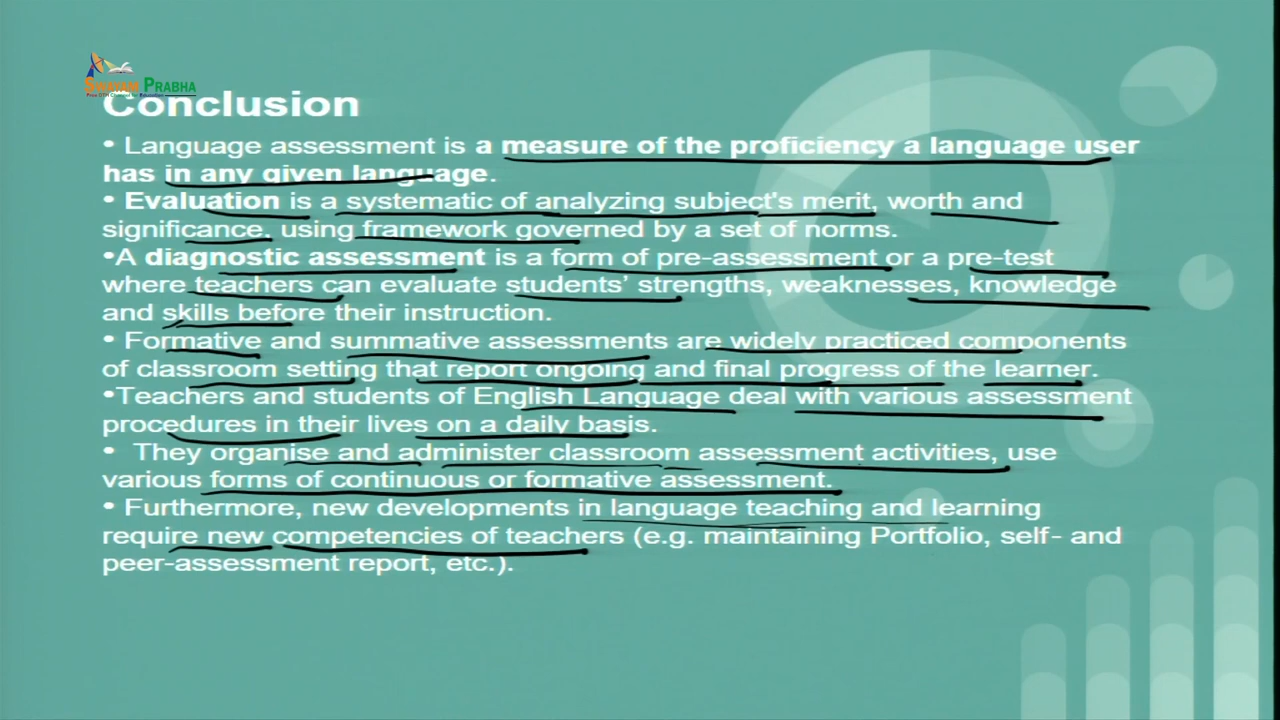 SWAYAM PRABHA
Conclusion
• Language assessment is a measure of the proficiency a language user
has in any given language.
• Evaluation is a systematic of analyzing subject's merit, worth and
significance, using framework governed by a set of norms.
•A diagnostic assessment is a form of pre-assessment or a pre-test
where teachers can evaluate students’ strengths, weaknesses, knowledge
and skills before their instruction.
• Formative and summative assessments are widely practiced components
of classroom setting that report ongoing and final progress of the learner.
•Teachers and students of English Language deal with various assessment
procedures in their lives on a daily basis.
• They organise and administer classroom assessment activities, use
various forms of continuous or formative assessment.
• Furthermore, new developments in language teaching and learning
require new competencies of teachers (e.g. maintaining Portfolio, self- and
peer-assessment report, etc.).